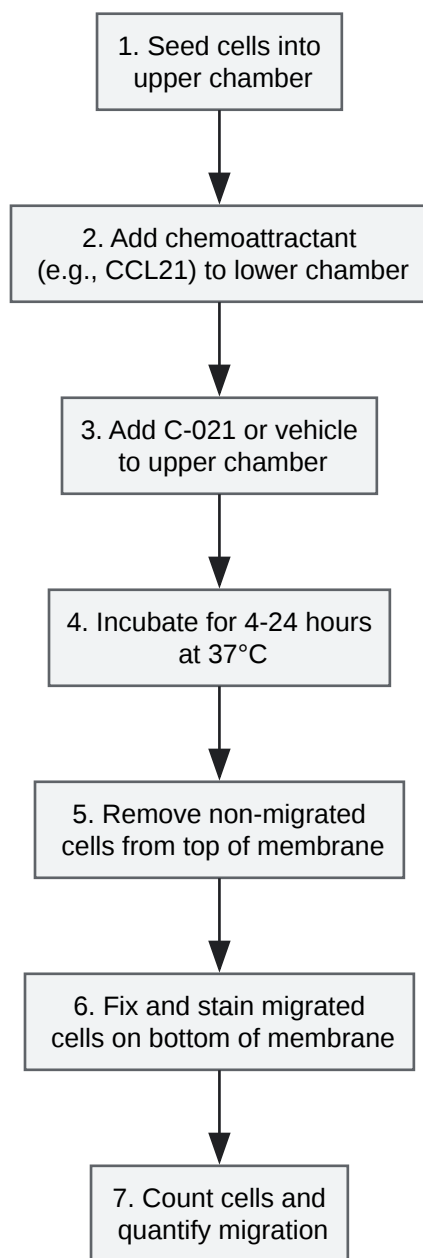 1. Seed cells into
upper chamber
2. Add chemoattractant
(e.g., CCL21) to lower chamber
3. Add C-021 or vehicle
to upper chamber
4. Incubate for 4-24 hours
at 37°C
5. Remove non-migrated
cells from top of membrane
6. Fix and stain migrated
cells on bottom of membrane
7. Count cells and
quantify migration